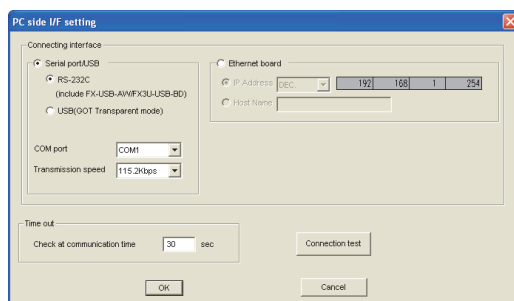 PC side I/F setting
Connecting interface
Serial port/USB
RS-232C
(include FX-USB-AW/FX3U-USB-BD)
USB(GOT Transparent mode)
COM port
COM1
Transmission speed
115.2Kbps
Ethernet board
IP Address
DEC.
192 168 1 254
Host Name
Time out
Check at communication time
30
sec
Connection test
OK
Cancel